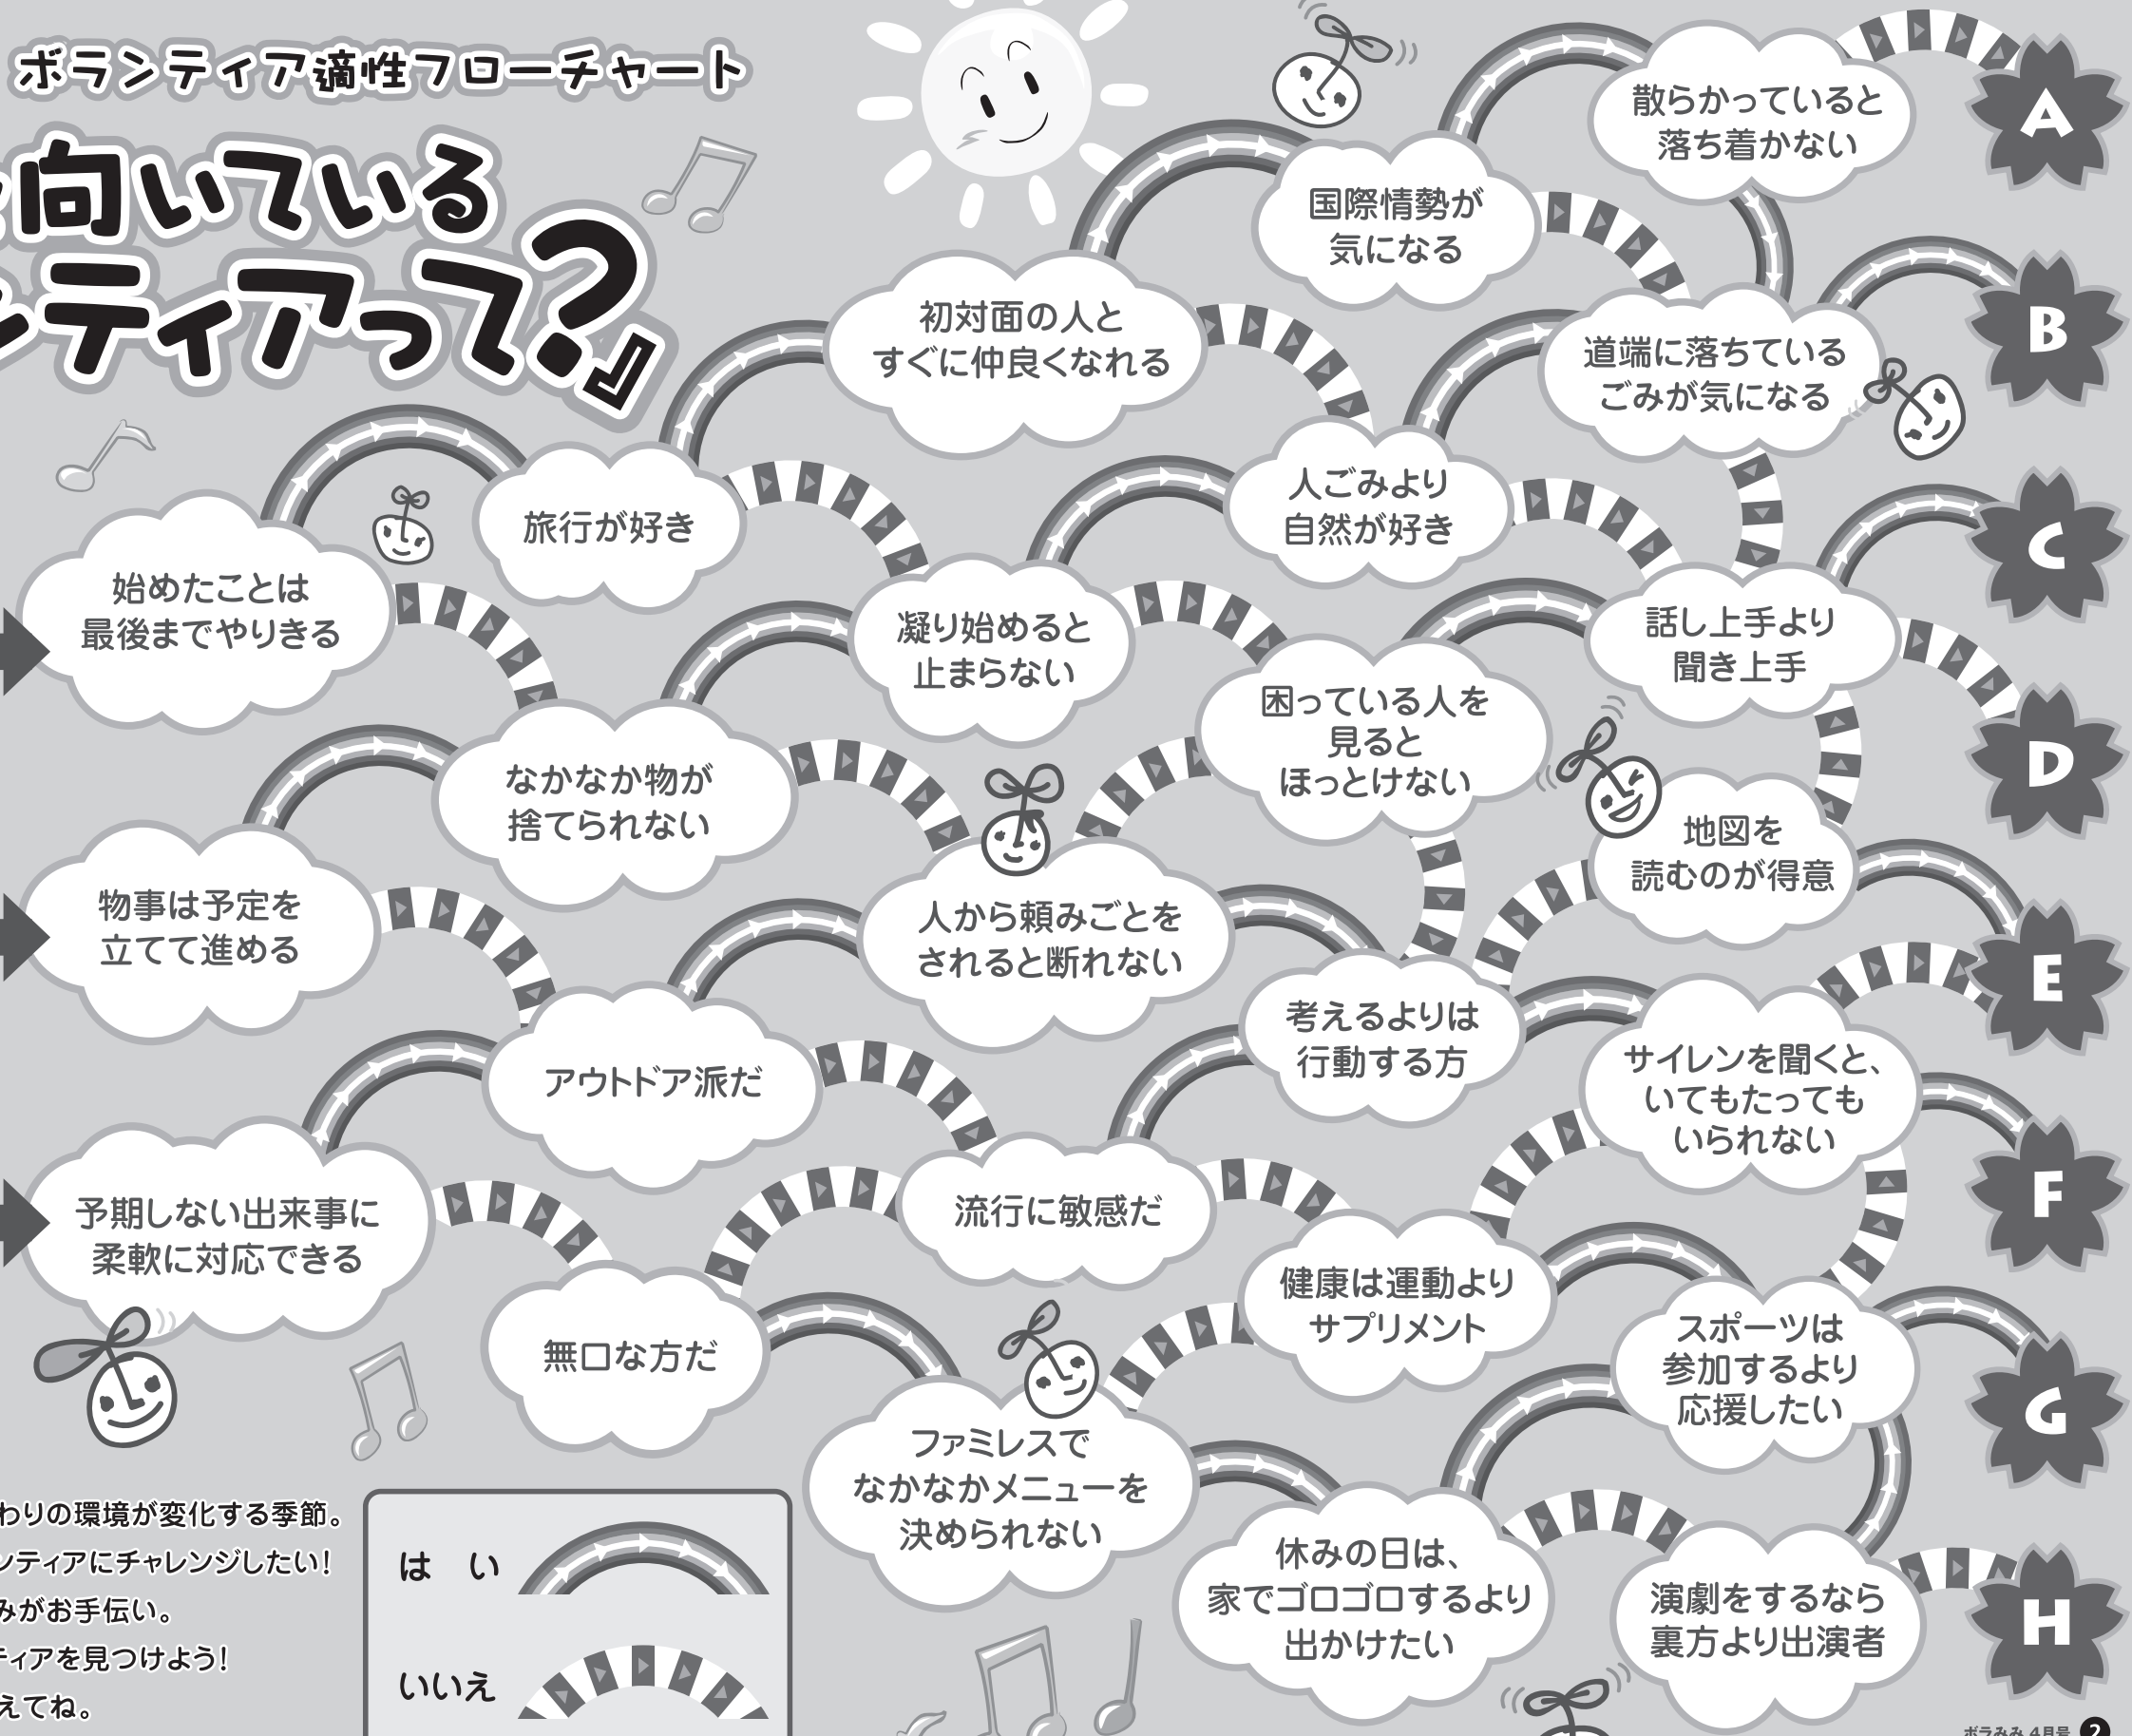 ボランティア適性フローチャート
向いている
ティアって?』
始めたことは
最後までやりきる
旅行が好き
初対面の人と
すぐに仲良くなれる
国際情勢が
気になる
散らかっていると
落ち着かない
A
道端に落ちている
ごみが気になる
B
人ごみより
自然が好き
凝り始めると
止まらない
なかなか物が
捨てられない
困っている人を
見ると
ほっとけない
話し上手より
聞き上手
C
D
地図を
読むのが得意
物事は予定を
立てて進める
アウトドア派だ
人から頼みごとを
されると断れない
考えるよりは
行動する方
E
サイレンを聞くと、
いてもたっても
いられない
F
予期しない出来事に
柔軟に対応できる
無口な方だ
流行に敏感だ
健康は運動より
サプリメント
スポーツは
参加するより
応援したい
G
ファミレスで
なかなかメニューを
決められない
休みの日は、
家でゴロゴロするより
出かけたい
演劇をするなら
裏方より出演者
H
わりの環境が変化する季節。
ンティアにチャレンジしたい!
みがお手伝い。
ティアを見つけよう!
えてね。
はい
いいえ
ボラみみ 4月号 2